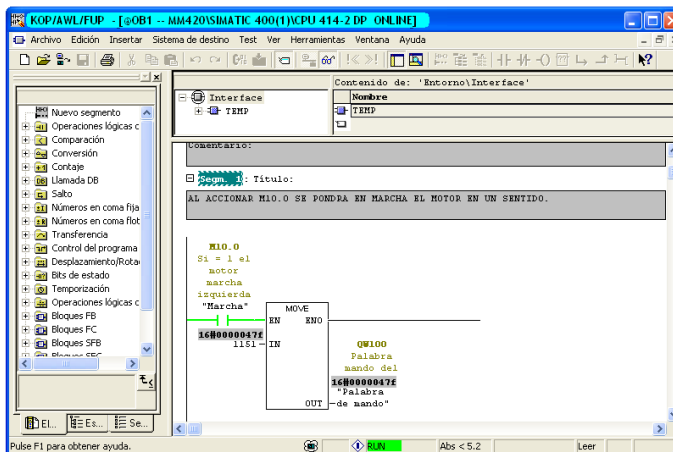 KOP/AWL/FUP - [@OB1 -- MM420\SIMATIC 400(1)\CPU 414-2 DP ONLINE]
Archivo Edición Insertar Sistema de destino Test Ver Herramientas Ventana Ayuda
Contenido de: 'Entorno\Interface'
Interface
Nombre
TEMP
TEMP
Nuevo segmento
Operaciones lógicas c
Comparación
Conversión
Contaje
Llamada DB
Salto
Números en coma fija
Números en coma flot
Transferencia
Control del programa
Desplazamiento/Rota
Bits de estado
Temporización
Operaciones lógicas c
Bloques FB
Bloques FC
Bloques SFB
Bloques SFC
El...
Es...
Se...
Comentario:
Segm. 1: Título:
AL ACCIONAR M10.0 SE PONDRA EN MARCHA EL MOTOR EN UN SENTIDO.
M10.0
Si = 1 el
motor
marcha
izquierda
"Marcha"
MOVE
EN ENO
16#0000047f
1151 IN
QW100
Palabra
mando del
16#0000047f
"Palabra
OUT de mando"
Pulse F1 para obtener ayuda.
RUN
Abs < 5.2
Leer